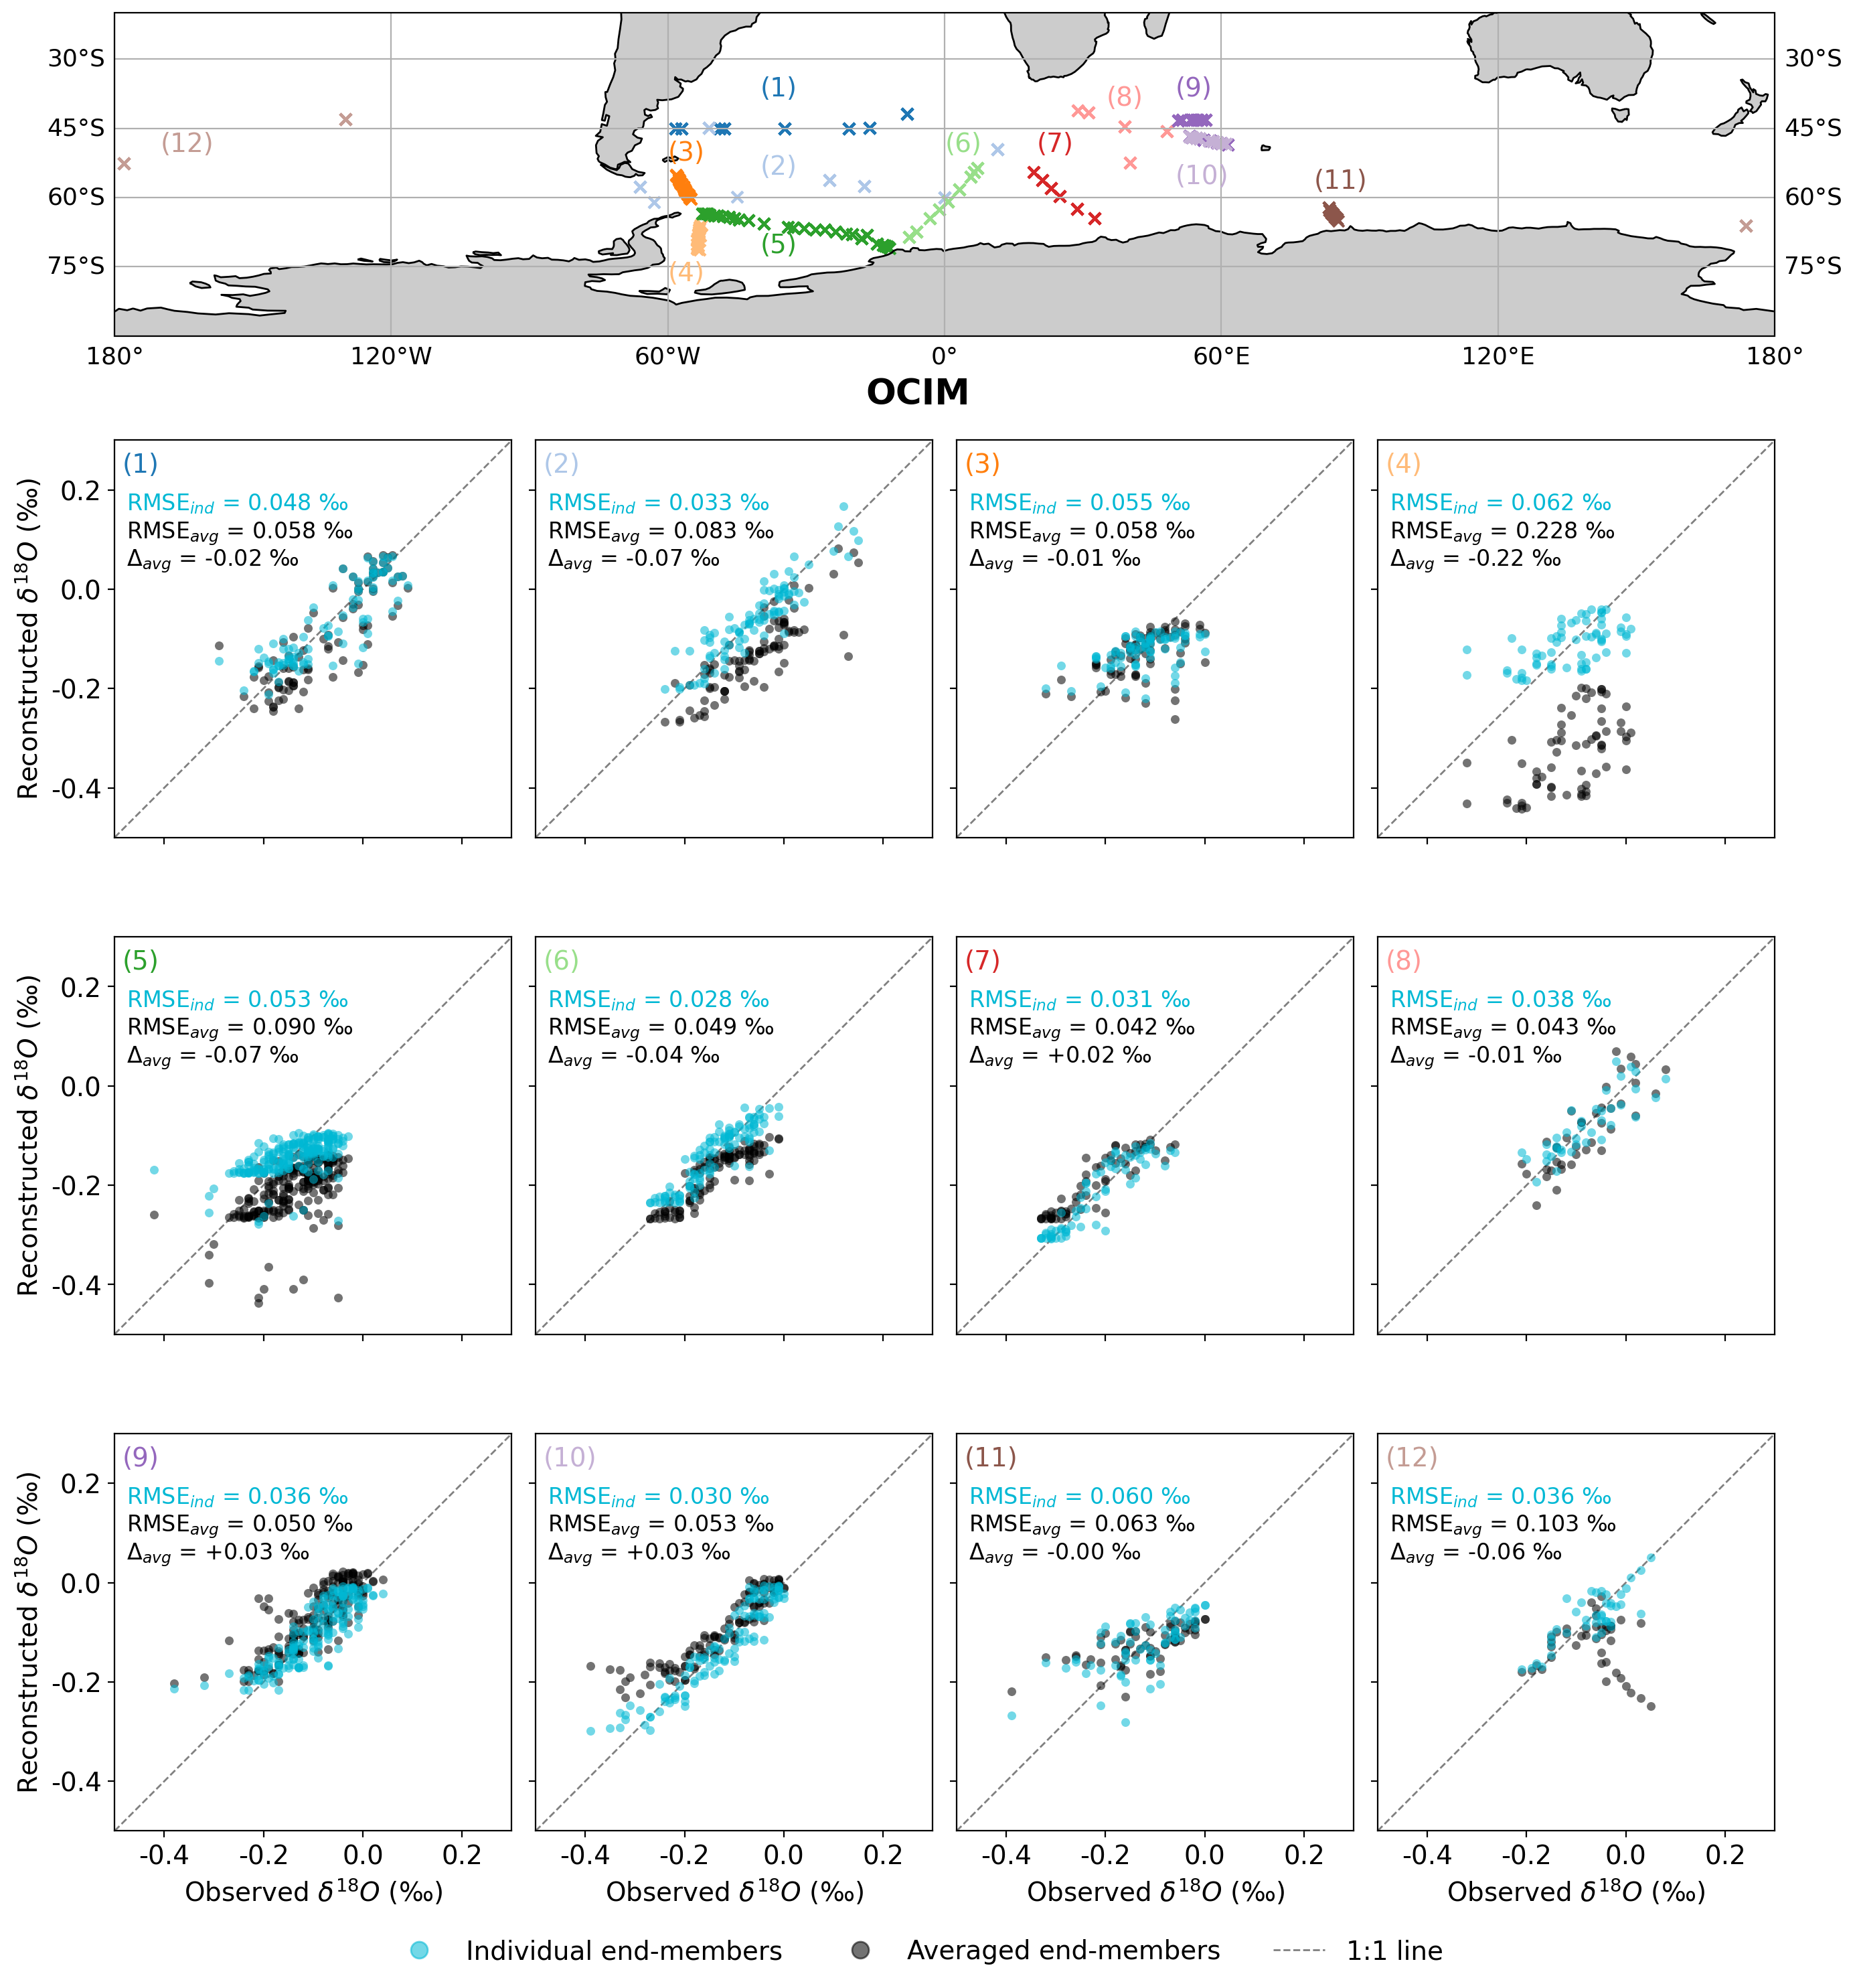 30°S 30°S
(1) (8) (9)
45°S 45°S
(12) (3) (2) (6) (7) (10)
60°S (11) 60°S
(5)
75°S (4) 75°S
180° 120°W 60°W 0° 60°E 120°E 180°
OCIM
(1) (2) (3) (4)
RMSE_ind = 0.048 ‰ RMSE_ind = 0.033 ‰ RMSE_ind = 0.055 ‰ RMSE_ind = 0.062 ‰
RMSE_avg = 0.058 ‰ RMSE_avg = 0.083 ‰ RMSE_avg = 0.058 ‰ RMSE_avg = 0.228 ‰
Δ_avg = -0.02 ‰ Δ_avg = -0.07 ‰ Δ_avg = -0.01 ‰ Δ_avg = -0.22 ‰
0.2
0.0
-0.2
-0.4
Reconstructed δ¹⁸O (‰)
(5) (6) (7) (8)
RMSE_ind = 0.053 ‰ RMSE_ind = 0.028 ‰ RMSE_ind = 0.031 ‰ RMSE_ind = 0.038 ‰
RMSE_avg = 0.090 ‰ RMSE_avg = 0.049 ‰ RMSE_avg = 0.042 ‰ RMSE_avg = 0.043 ‰
Δ_avg = -0.07 ‰ Δ_avg = -0.04 ‰ Δ_avg = +0.02 ‰ Δ_avg = -0.01 ‰
0.2
0.0
-0.2
-0.4
Reconstructed δ¹⁸O (‰)
(9) (10) (11) (12)
RMSE_ind = 0.036 ‰ RMSE_ind = 0.030 ‰ RMSE_ind = 0.060 ‰ RMSE_ind = 0.036 ‰
RMSE_avg = 0.050 ‰ RMSE_avg = 0.053 ‰ RMSE_avg = 0.063 ‰ RMSE_avg = 0.103 ‰
Δ_avg = +0.03 ‰ Δ_avg = +0.03 ‰ Δ_avg = -0.00 ‰ Δ_avg = -0.06 ‰
0.2
0.0
-0.2
-0.4
Reconstructed δ¹⁸O (‰)
-0.4 -0.2 0.0 0.2 -0.4 -0.2 0.0 0.2 -0.4 -0.2 0.0 0.2 -0.4 -0.2 0.0 0.2
Observed δ¹⁸O (‰) Observed δ¹⁸O (‰) Observed δ¹⁸O (‰) Observed δ¹⁸O (‰)
Individual end-members Averaged end-members 1:1 line